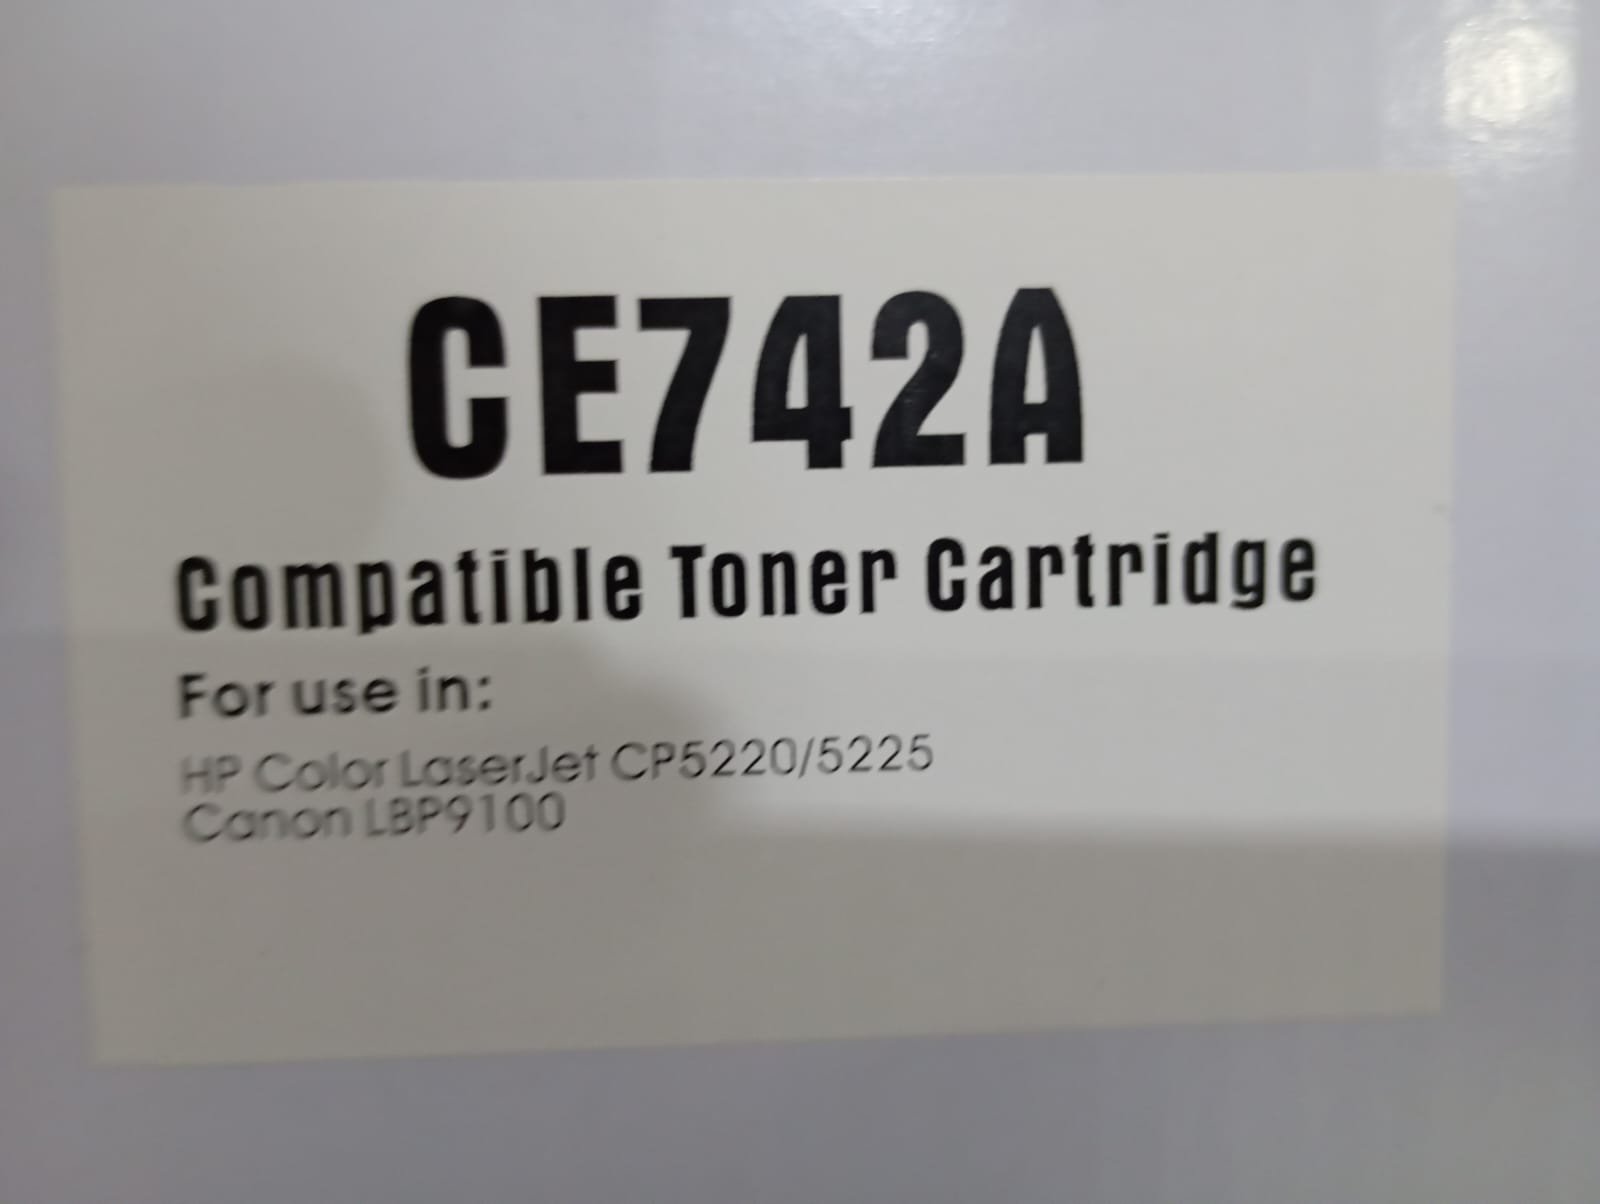 CE742A
Compatible Toner Cartridge
For use in:
HP Color LaserJet CP5220/5225
Canon LBP9100